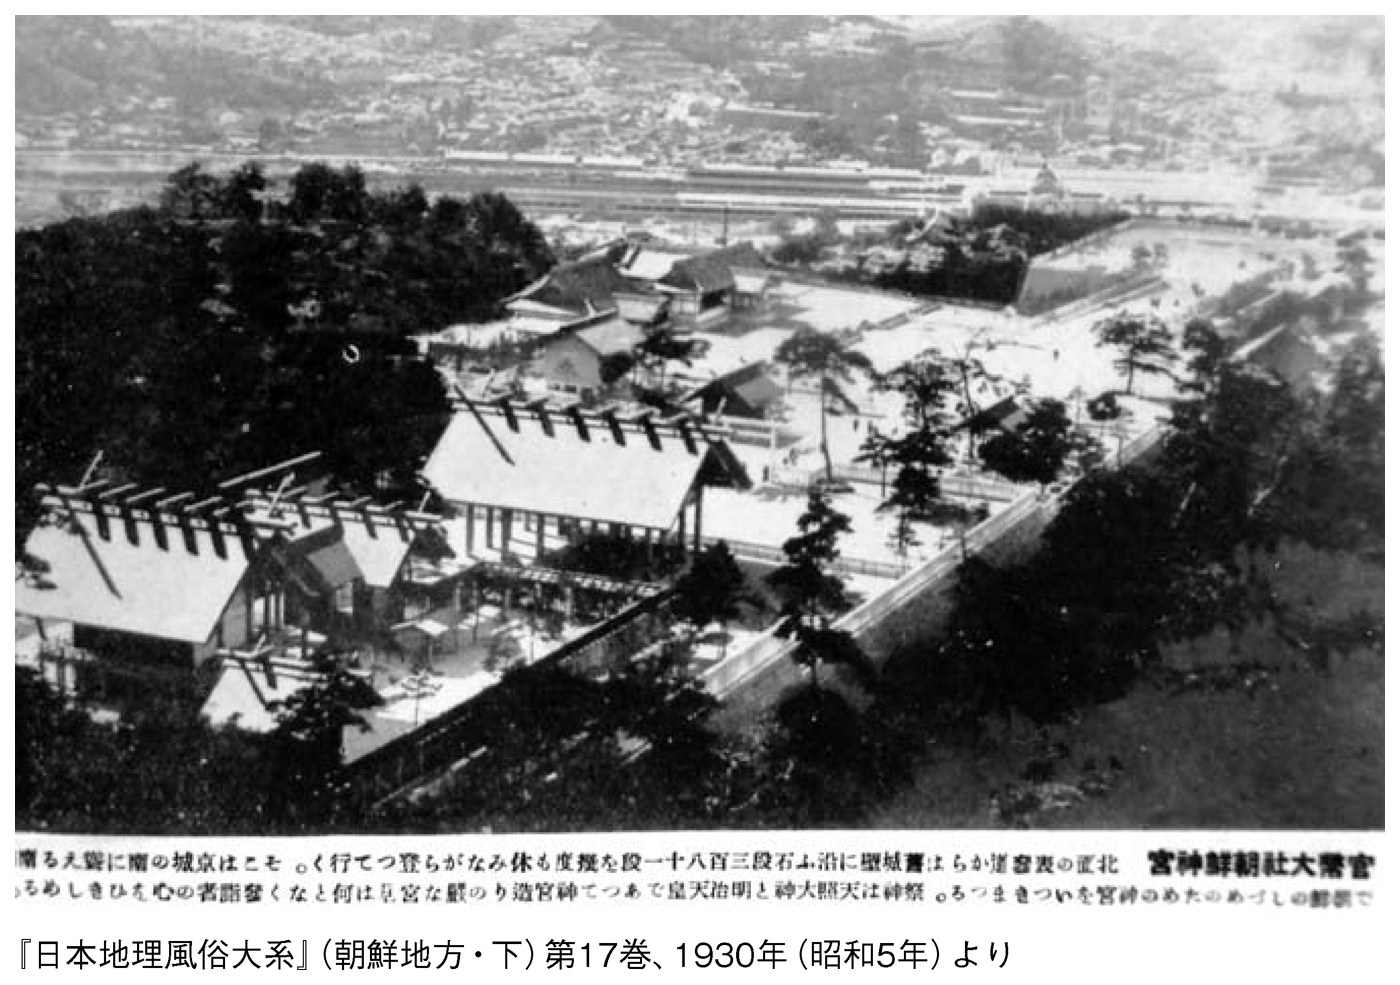 官幣大社朝鮮神宮　北面の表參道からは舊城壁に沿ふ石段三百八十一段を幾度も休みながら登つて行く。そこは京城の南に聳える南
で朝鮮のしづめのための神宮をいつきまつる。祭神は天照大神と明治天皇であつて神宮造りの嚴な宮居は何となく參詣者の心をひきしめる
『日本地理風俗大系』（朝鮮地方・下）第17巻、1930年（昭和5年）より